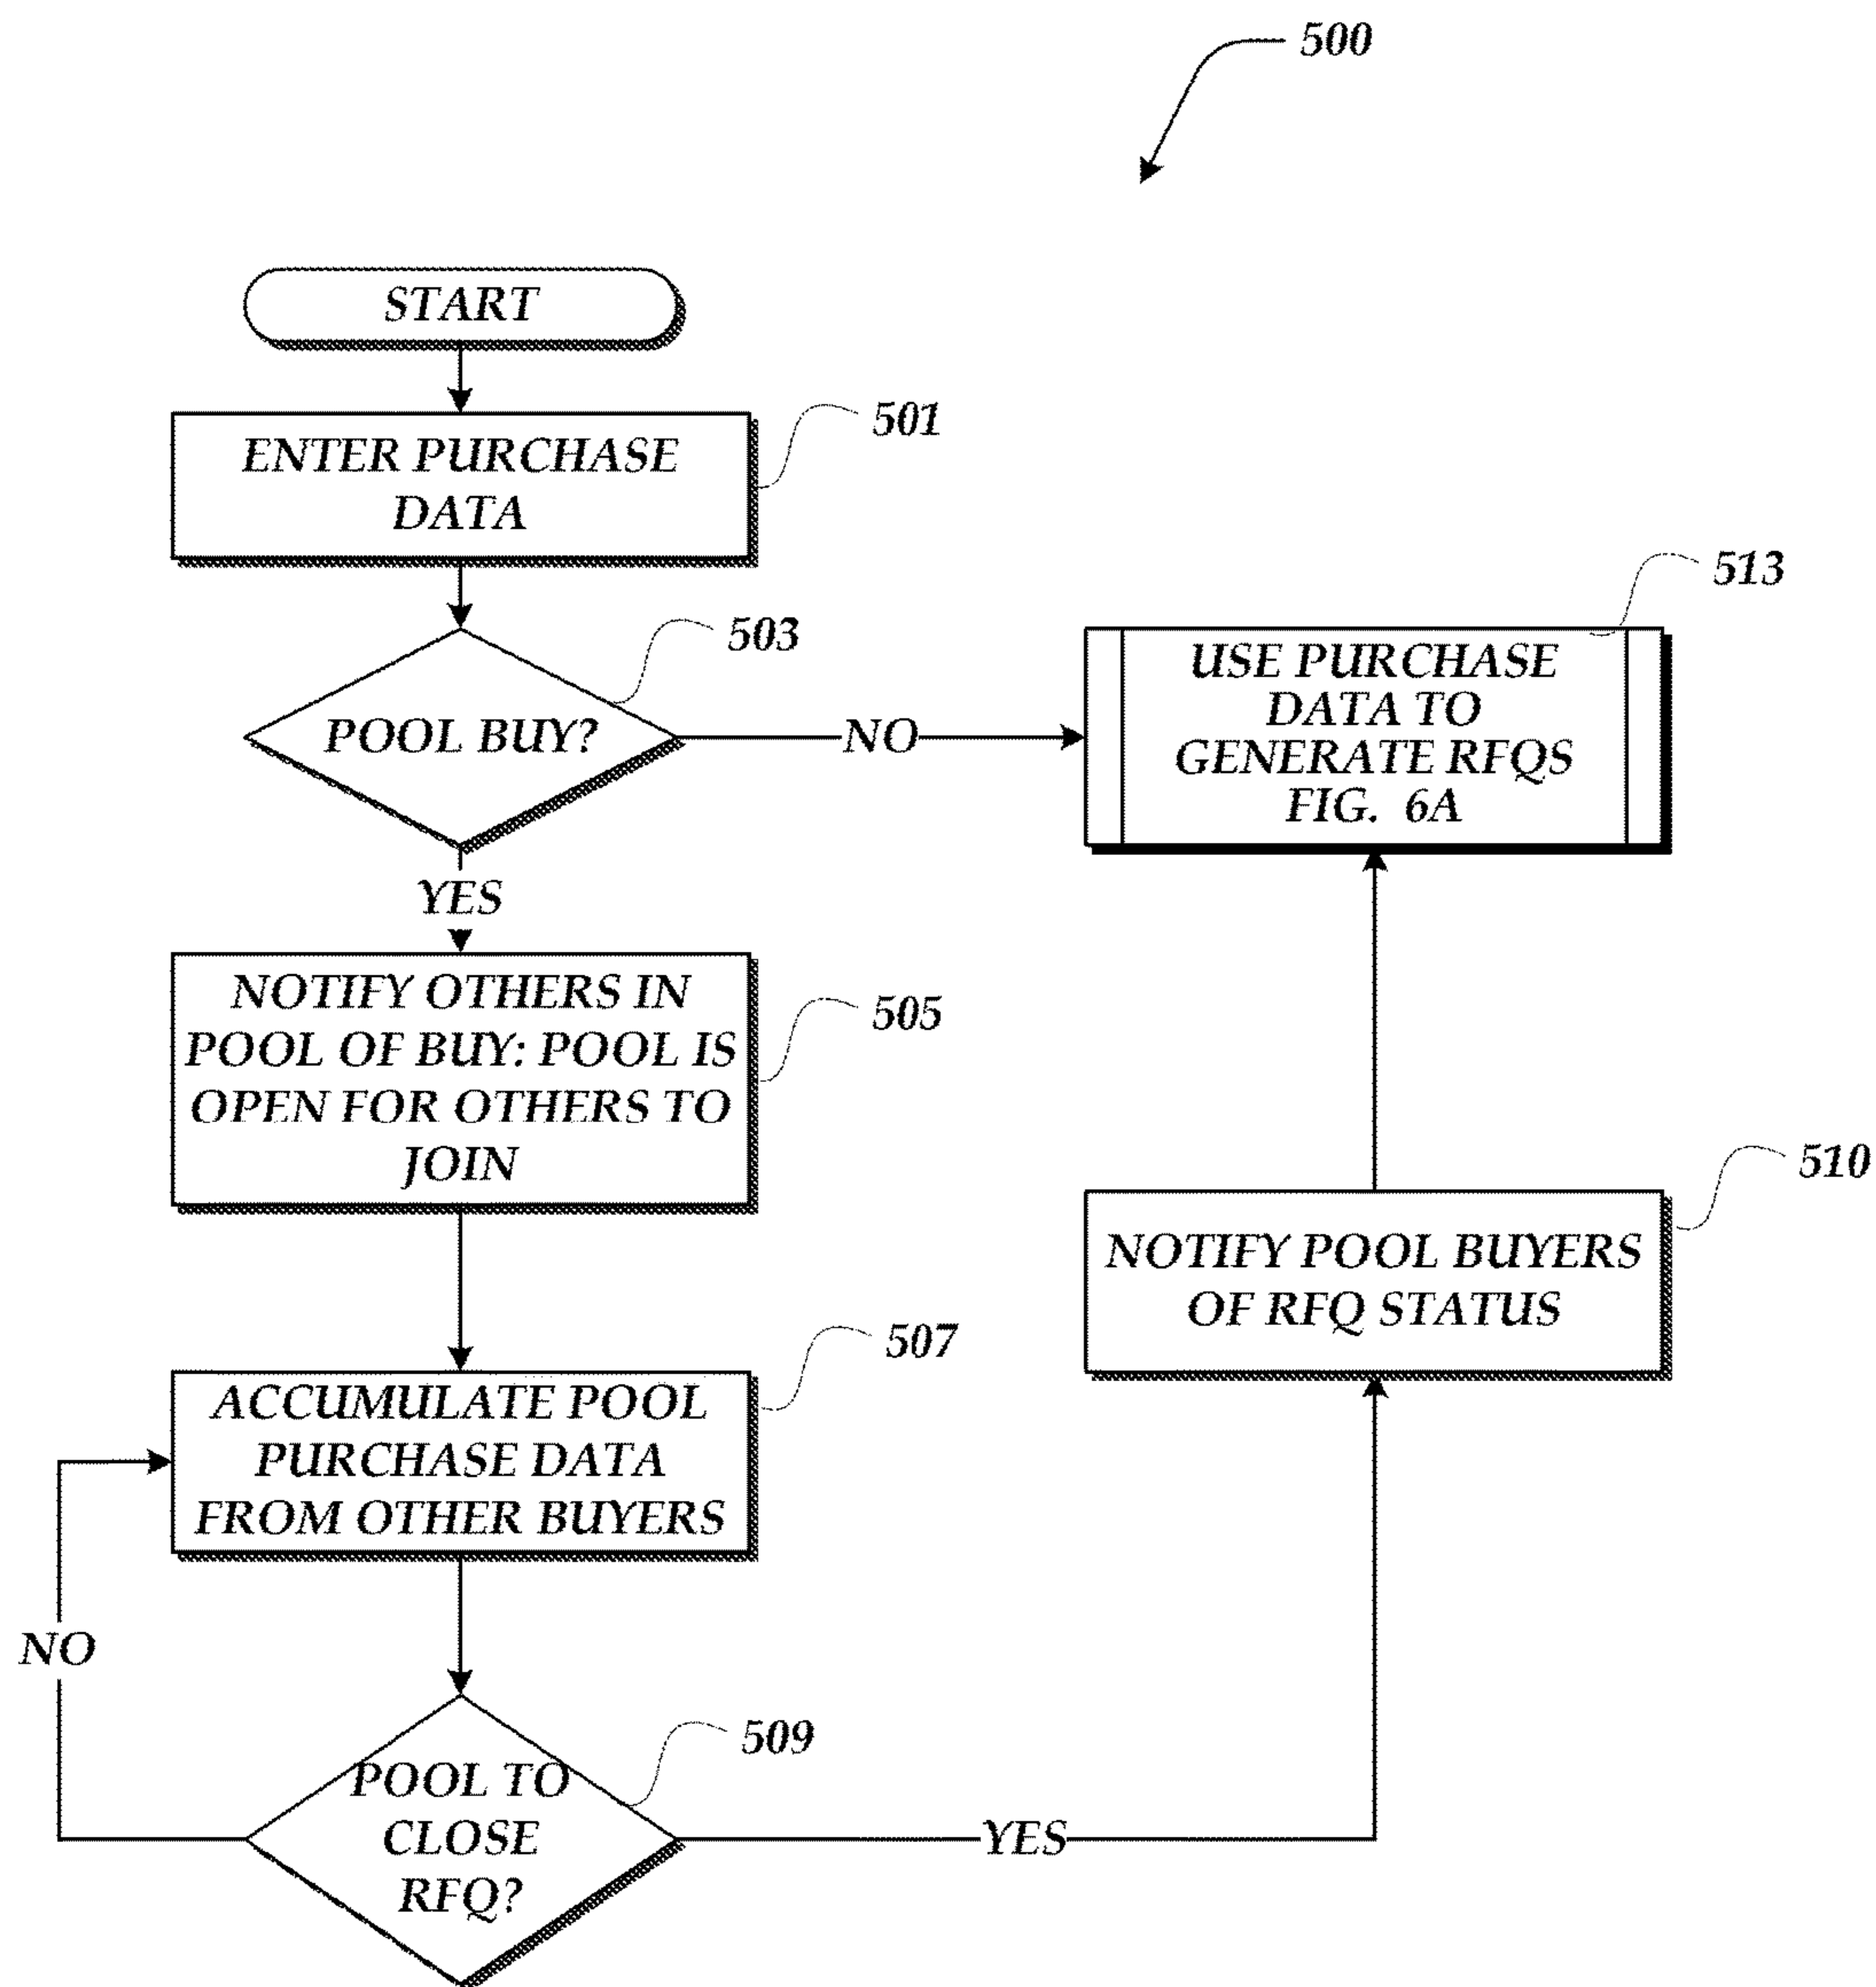 500
START
ENTER PURCHASE
DATA
501
POOL BUY?
503
NO
YES
USE PURCHASE
DATA TO
GENERATE RFQS
FIG. 6A
513
NOTIFY OTHERS IN
POOL OF BUY: POOL IS
OPEN FOR OTHERS TO
JOIN
505
ACCUMULATE POOL
PURCHASE DATA
FROM OTHER BUYERS
507
NO
POOL TO
CLOSE
RFQ?
509
YES
NOTIFY POOL BUYERS
OF RFQ STATUS
510